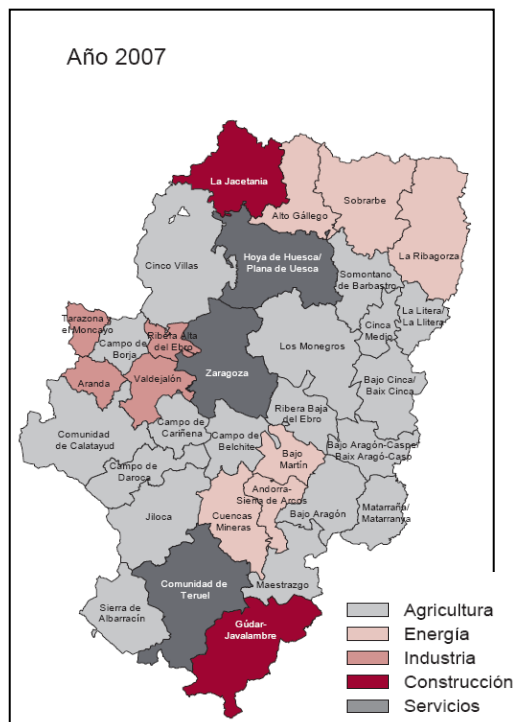 Año 2007
La Jacetania
Alto Gállego
Sobrarbe
La Ribagorza
Cinco Villas
Hoya de Huesca/
Plana de Uesca
Somontano
de Barbastro
La Litera/
La Llitera
Cinca
Medio
Tarazona y
el Moncayo
Campo de
Borja
Ribera Alta
del Ebro
Los Monegros
Zaragoza
Aranda
Valdejalón
Bajo Cinca/
Baix Cinca
Ribera Baja
del Ebro
Comunidad
de Calatayud
Campo de
Cariñena
Campo de
Belchite
Bajo Aragón-Caspe/
Baix Aragó-Casp
Bajo
Martín
Campo de
Daroca
Andorra-
Sierra de Arcos
Jiloca
Cuencas
Mineras
Bajo Aragón
Matarraña/
Matarranya
Comunidad de
Teruel
Maestrazgo
Sierra de
Albarracín
Gúdar-
Javalambre
Agricultura
Energía
Industria
Construcción
Servicios